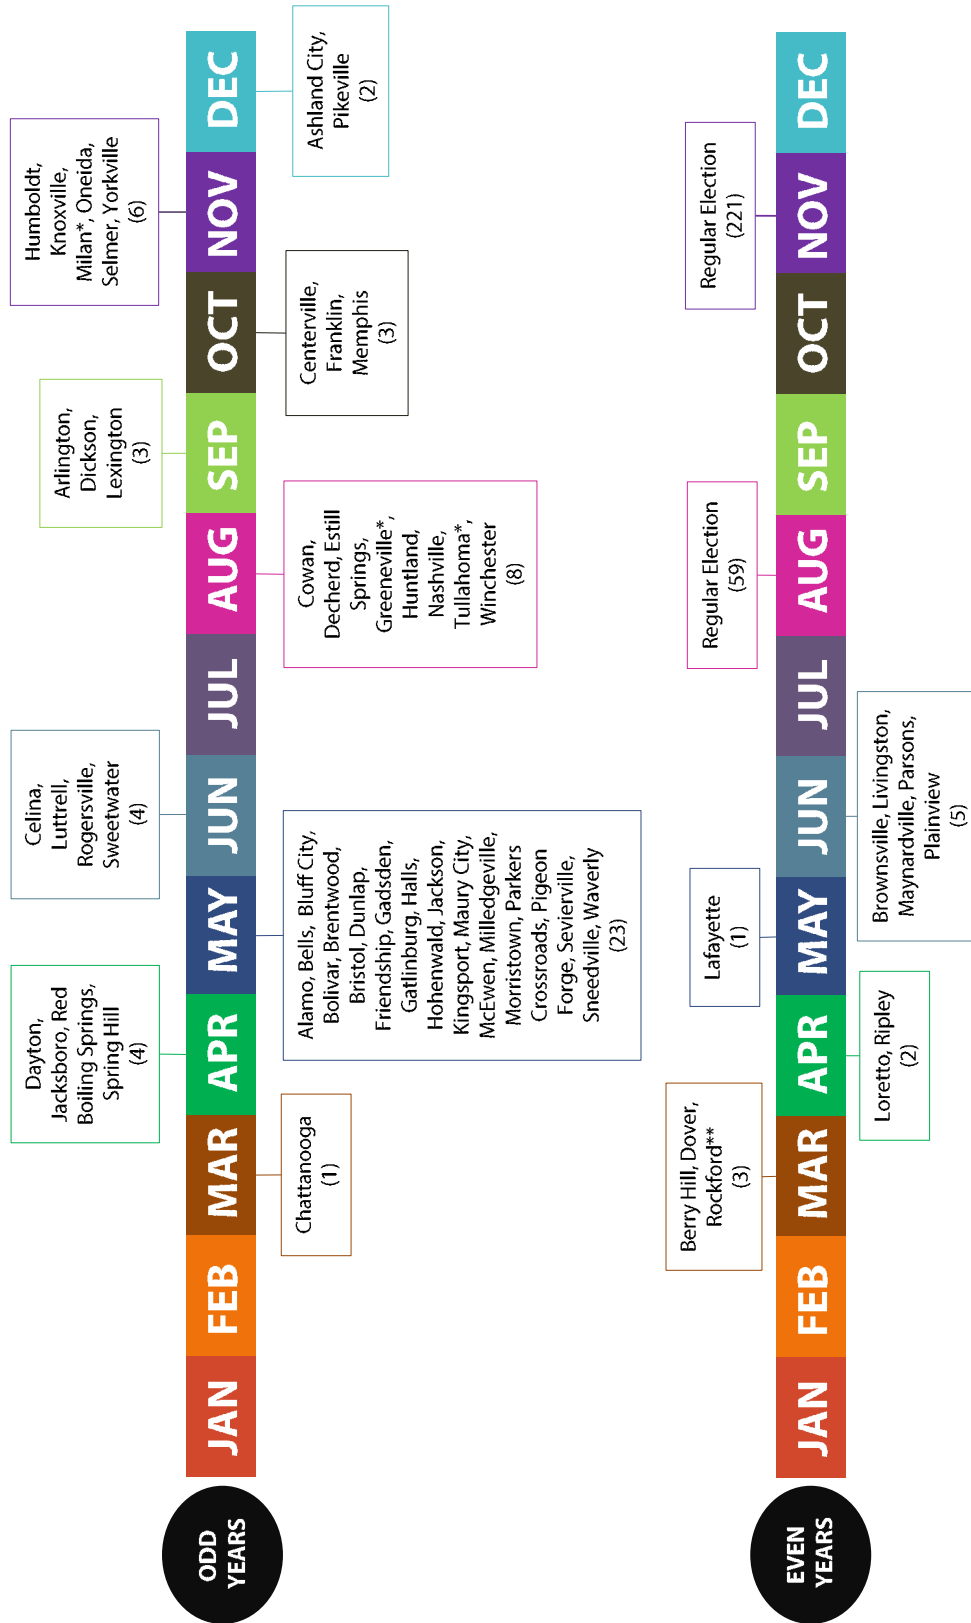 ODD
YEARS
JAN
FEB
MAR
APR
MAY
JUN
JUL
AUG
SEP
OCT
NOV
DEC
Chattanooga
(1)
Dayton,
Jacksboro, Red
Boiling Springs,
Spring Hill
(4)
Alamo, Bells, Bluff City,
Bolivar, Brentwood,
Bristol, Dunlap,
Friendship, Gadsden,
Gatlinburg, Halls,
Hohenwald, Jackson,
Kingsport, Maury City,
McEwen, Milledgeville,
Morristown, Parkers
Crossroads, Pigeon
Forge, Sevierville,
Sneedville, Waverly
(23)
Celina,
Luttrell,
Rogersville,
Sweetwater
(4)
Cowan,
Decherd, Estill
Springs,
Greeneville*,
Huntland,
Nashville,
Tullahoma*,
Winchester
(8)
Arlington,
Dickson,
Lexington
(3)
Centerville,
Franklin,
Memphis
(3)
Humboldt,
Knoxville,
Milan*, Oneida,
Selmer, Yorkville
(6)
Ashland City,
Pikeville
(2)
EVEN
YEARS
JAN
FEB
MAR
APR
MAY
JUN
JUL
AUG
SEP
OCT
NOV
DEC
Berry Hill, Dover,
Rockford**
(3)
Loretto, Ripley
(2)
Lafayette
(1)
Brownsville, Livingston,
Maynardville, Parsons,
Plainview
(5)
Regular Election
(59)
Regular Election
(221)